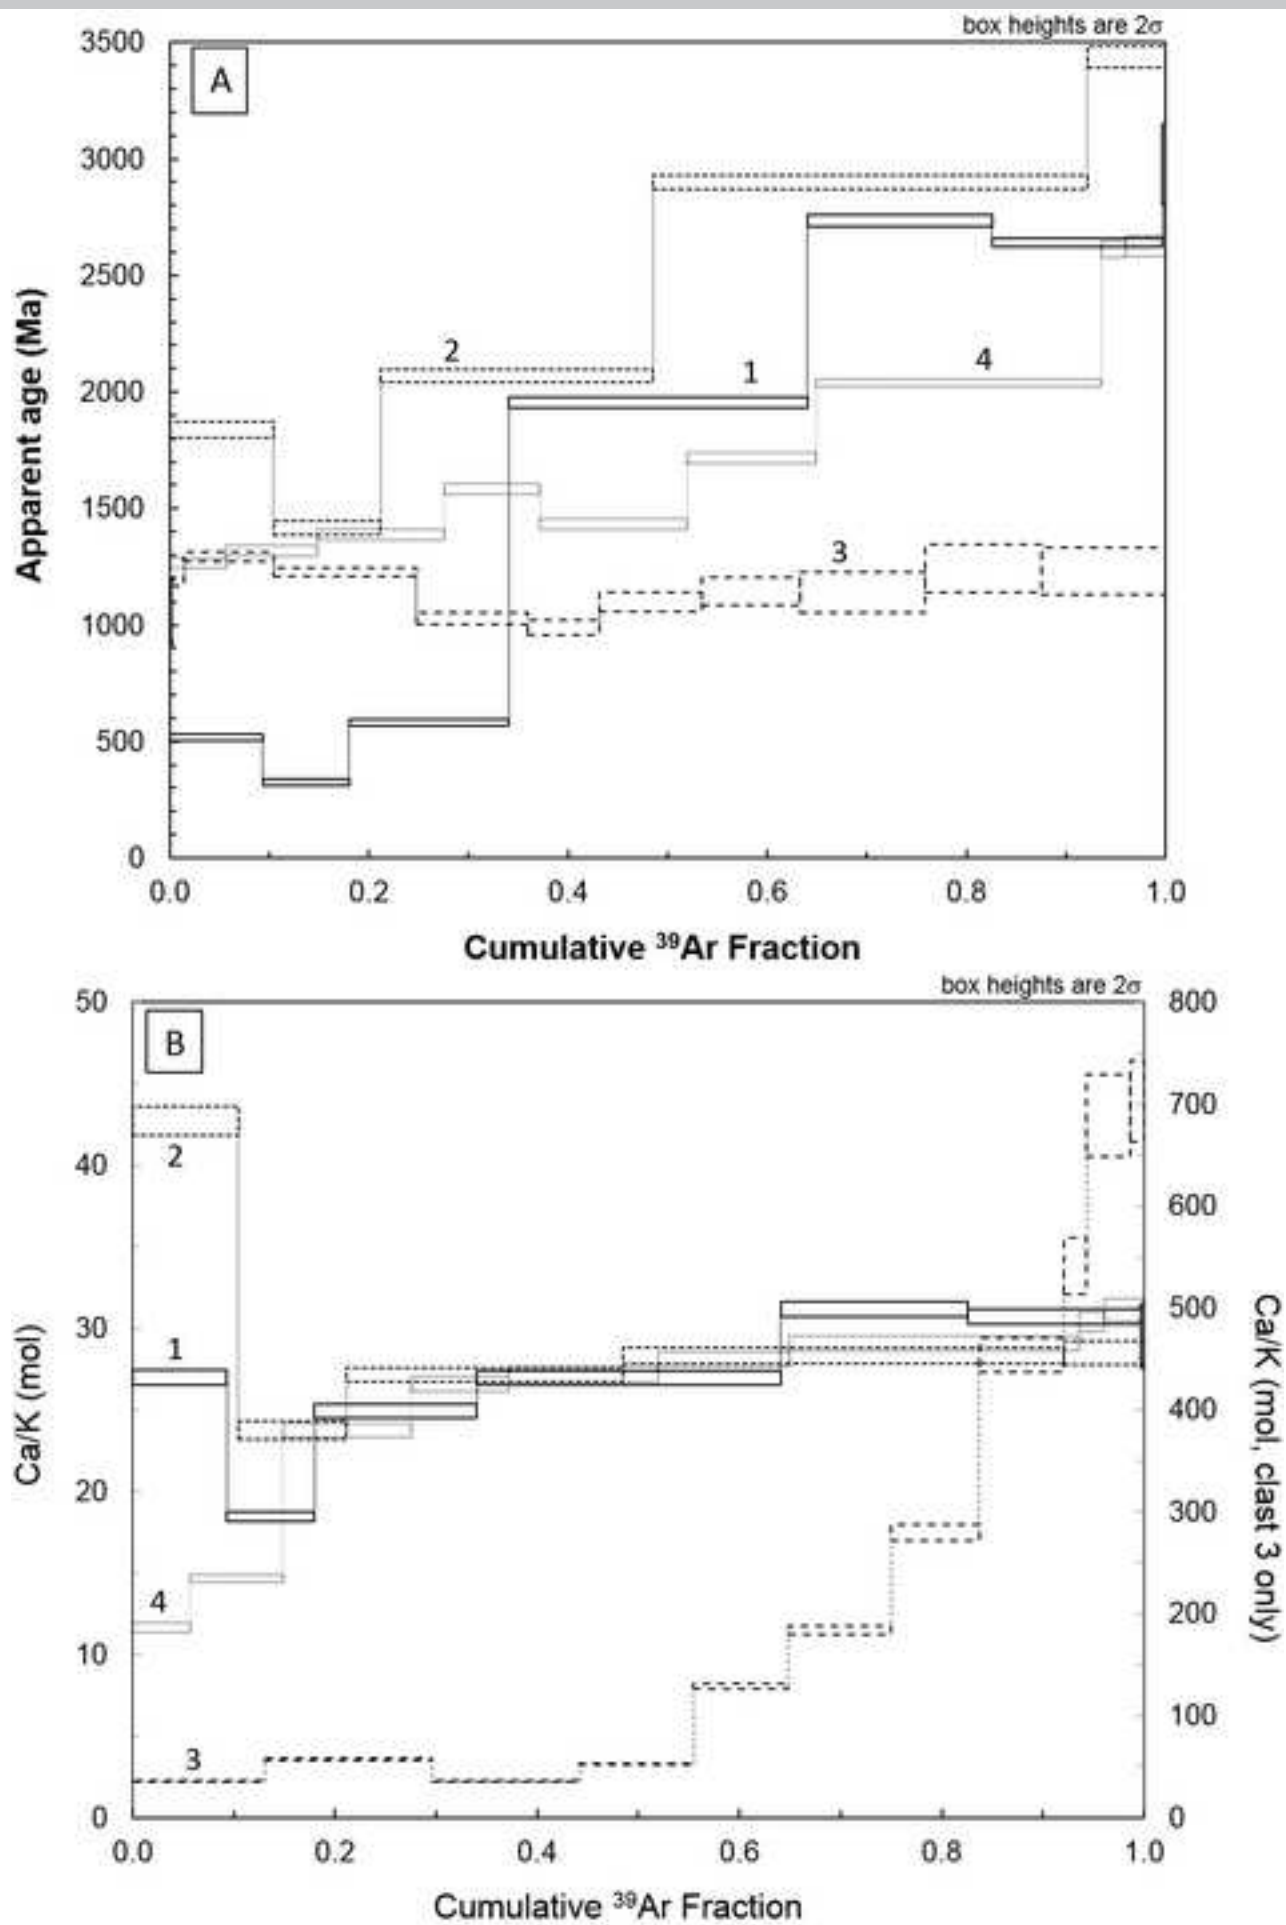 box heights are 2σ
3500
A
3000
2500
2
1
4
2000
Apparent age (Ma)
1500
3
1000
500
0
0.0 0.2 0.4 0.6 0.8 1.0
Cumulative ³⁹Ar Fraction
box heights are 2σ
50 800
B
700
2
40
600
1
30 500
Ca/K (mol)
Ca/K (mol, clast 3 only)
400
20
300
4
200
10
100
3
0 0
0.0 0.2 0.4 0.6 0.8 1.0
Cumulative ³⁹Ar Fraction